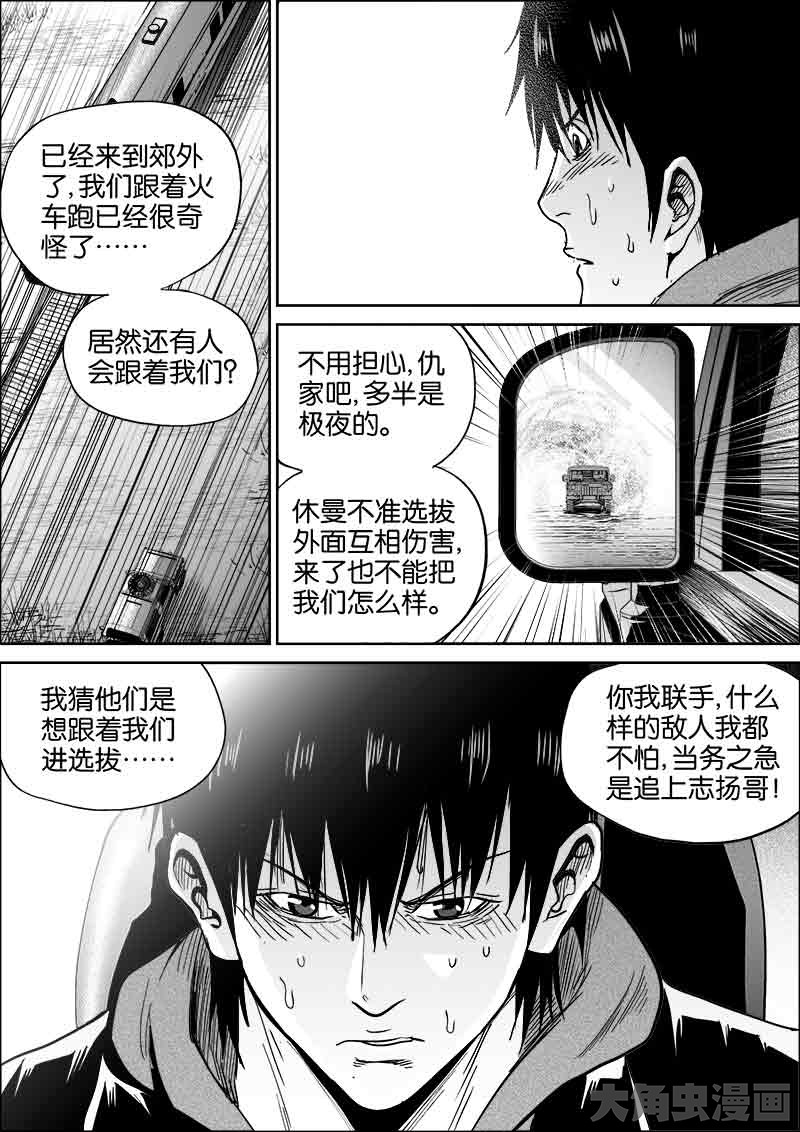 已经来到郊外
了,我们跟着火
车跑已经很奇
怪了……
居然还有人
会跟着我们？
不用担心,仇
家吧,多半是
极夜的。
休曼不准选拔
外面互相伤害,
来了也不能把
我们怎么样。
我猜他们是
想跟着我们
进选拔……
你我联手,什么
样的敌人我都
不怕,当务之急
是追上志扬哥！
大角虫漫画